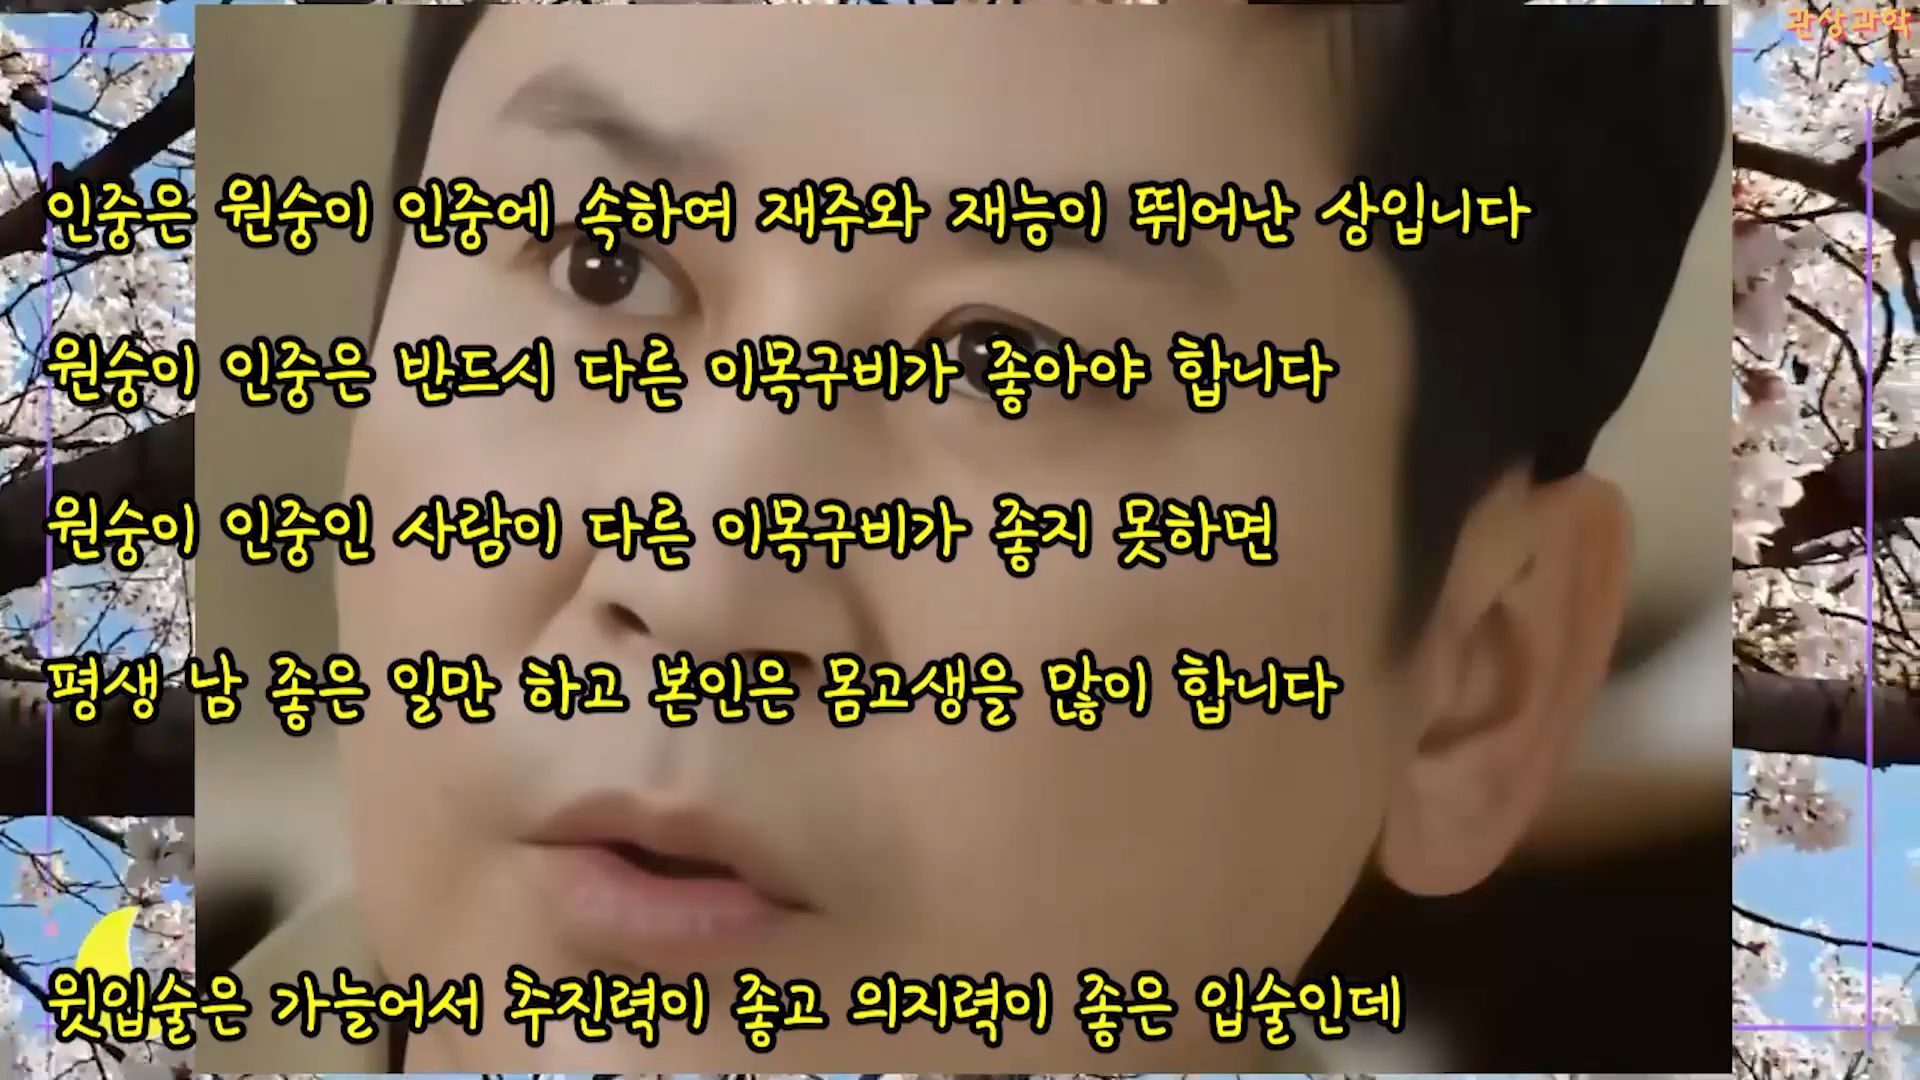 관상과학
인중은 원숭이 인중에 속하여 재주와 재능이 뛰어난 상입니다
원숭이 인중은 반드시 다른 이목구비가 좋아야 합니다
원숭이 인중인 사람이 다른 이목구비가 좋지 못하면
평생 남 좋은 일만 하고 본인은 몸고생을 많이 합니다
윗입술은 가늘어서 추진력이 좋고 의지력이 좋은 입술인데